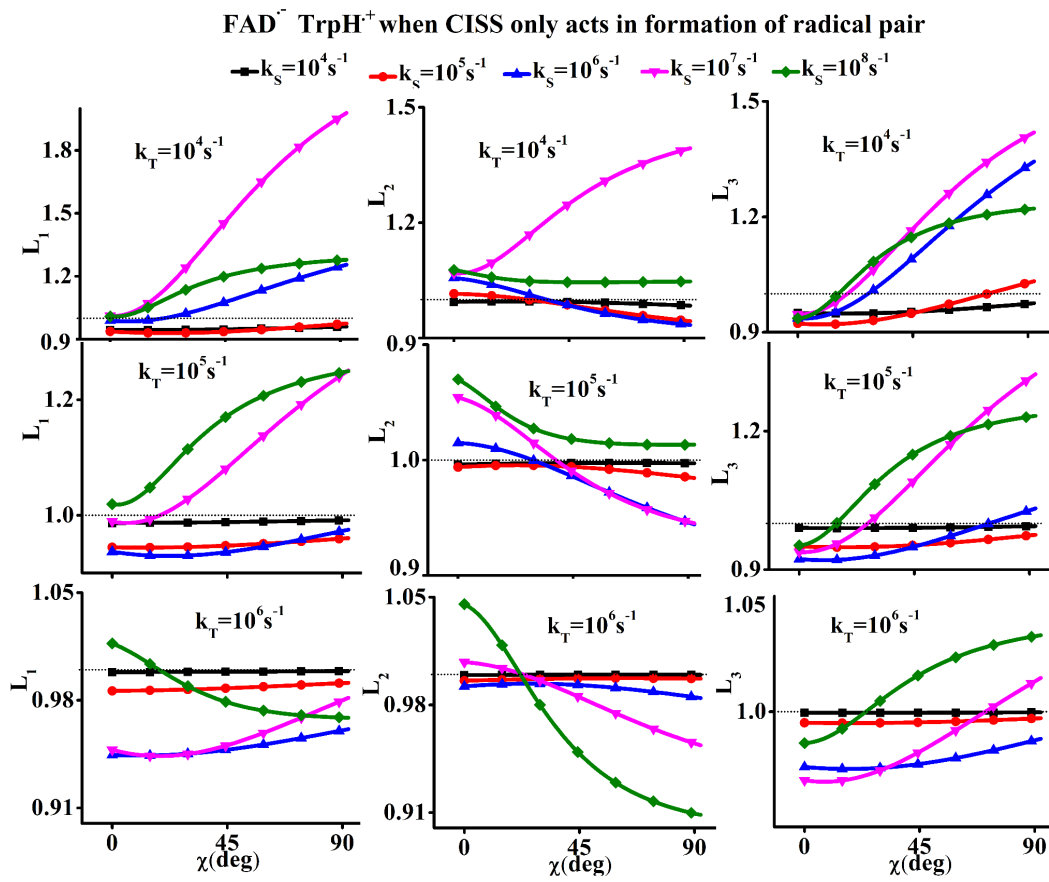 FAD·- TrpH·+ when CISS only acts in formation of radical pair
kS=10⁴s⁻¹ kS=10⁵s⁻¹ kS=10⁶s⁻¹ kS=10⁷s⁻¹ kS=10⁸s⁻¹
L1
1.8
1.5
1.2
0.9
kT=10⁴s⁻¹
L2
1.5
1.2
kT=10⁴s⁻¹
L3
1.5
1.2
0.9
kT=10⁴s⁻¹
L1
1.2
1.0
kT=10⁵s⁻¹
L2
0.9
1.0
0.9
kT=10⁵s⁻¹
L3
1.2
0.9
kT=10⁵s⁻¹
L1
1.05
0.98
0.91
kT=10⁶s⁻¹
0 45 90
χ(deg)
L2
1.05
0.98
0.91
kT=10⁶s⁻¹
0 45 90
χ(deg)
L3
1.05
1.0
kT=10⁶s⁻¹
0 45 90
χ(deg)